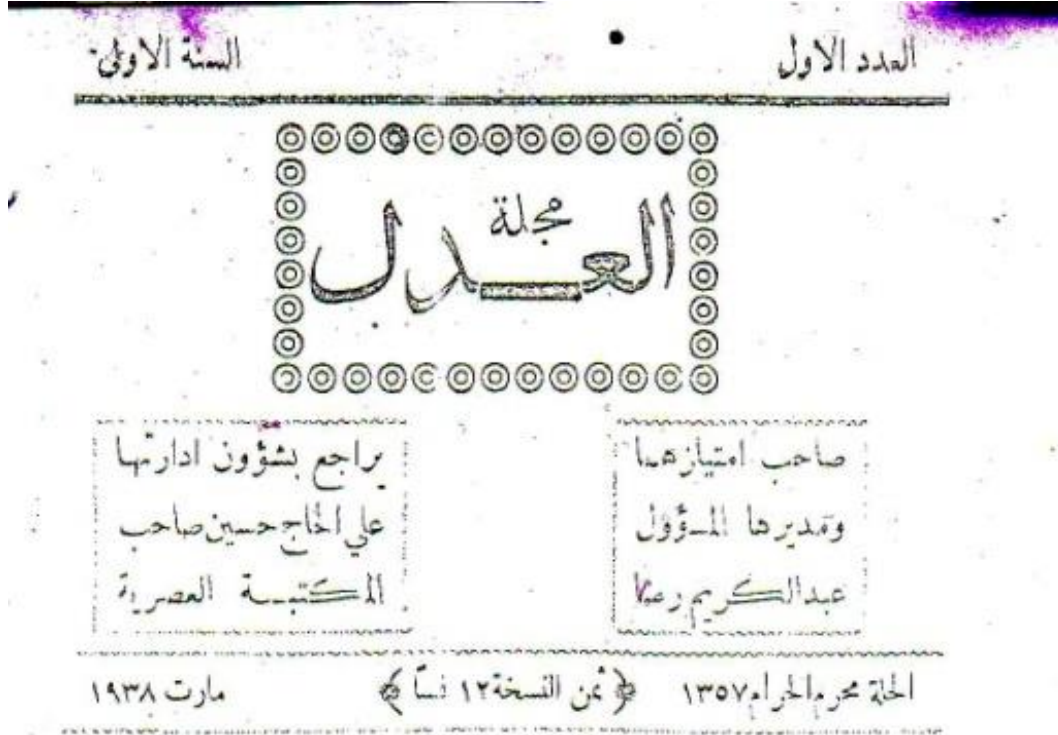 العدد الاول
السنة الاولى
مجلة
العدل
صاحب امتيازها
ومديرها المسؤول
عبدالكريم رضا
يراجع بشؤون ادارتها
علي الحاج حسين صاحب
المكتبة العصرية
الحلة محرم الحرام ١٣٥٧
ثمن النسخة ١٢ فلساً
مارت ١٩٣٨